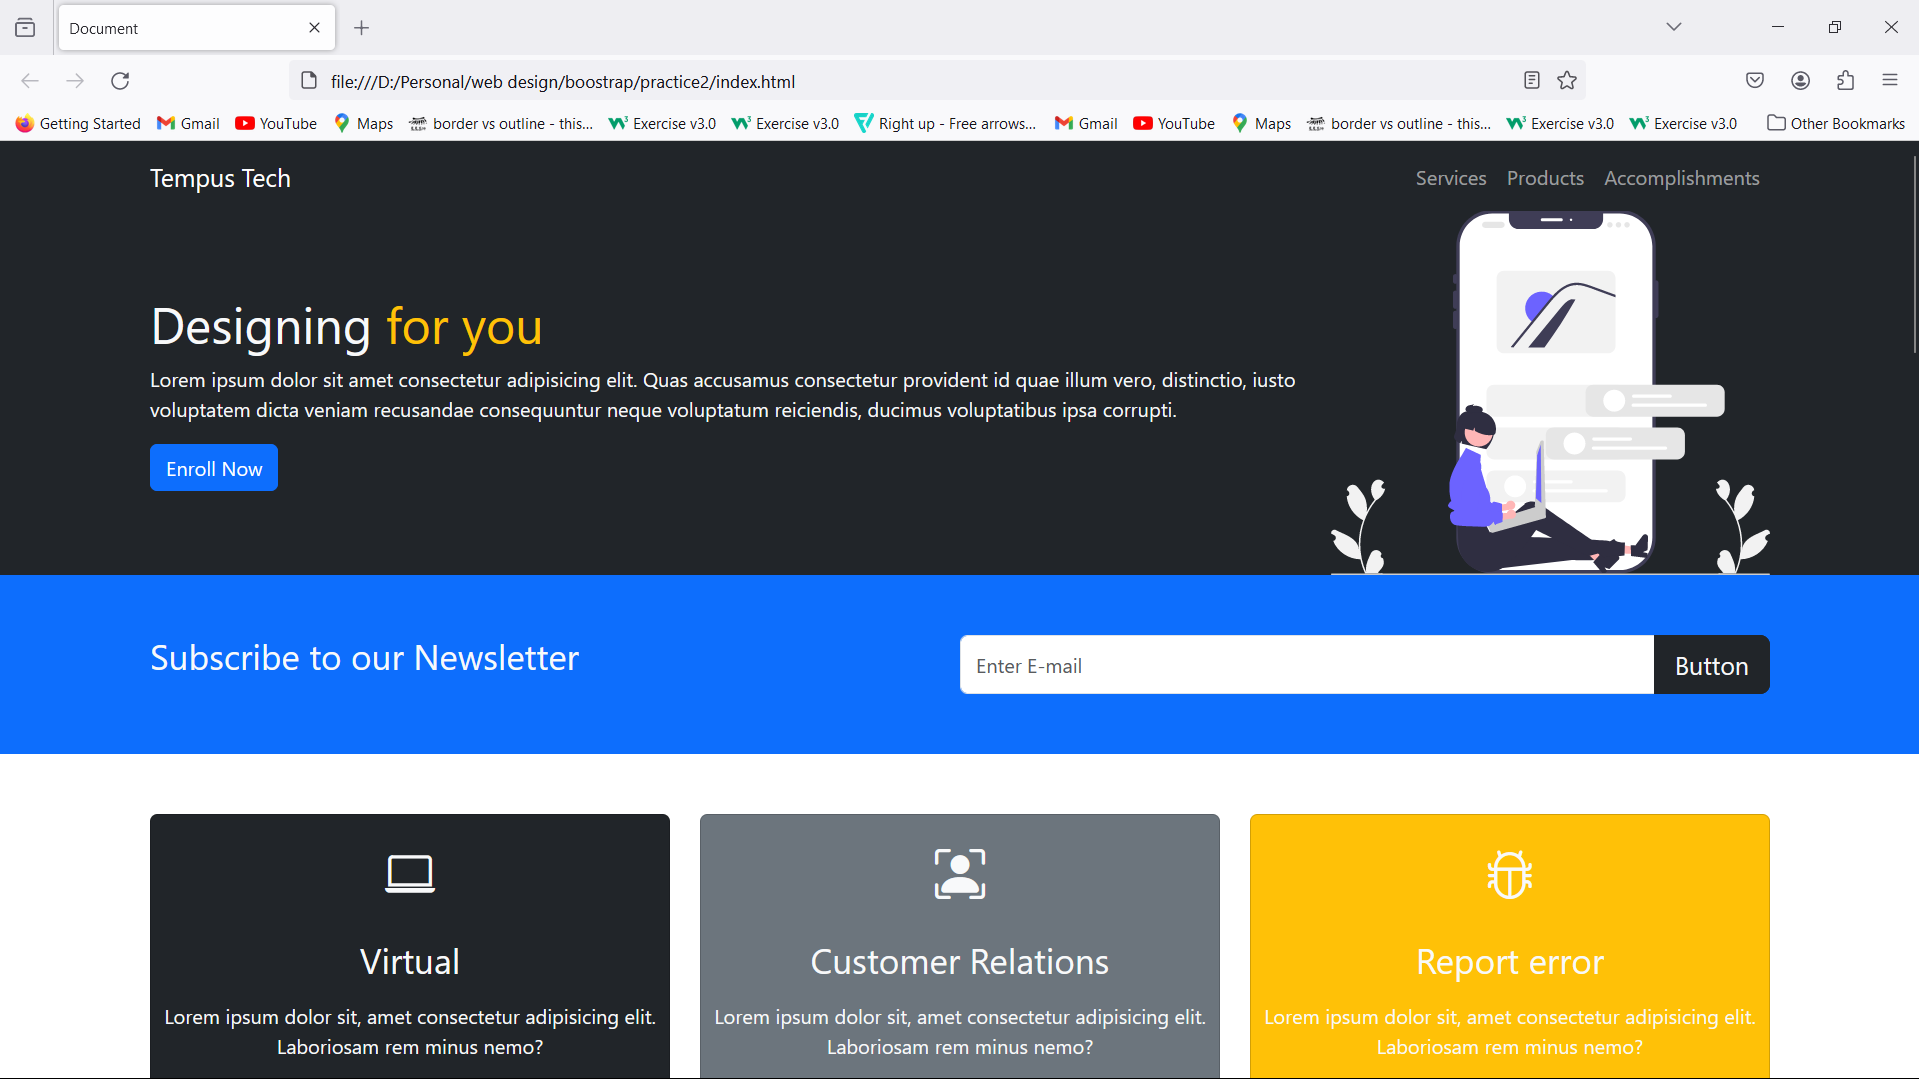 Document
file:///D:/Personal/web design/boostrap/practice2/index.html
Getting Started Gmail YouTube Maps border vs outline - this... Exercise v3.0 Exercise v3.0 Right up - Free arrows... Gmail YouTube Maps border vs outline - this... Exercise v3.0 Exercise v3.0 Other Bookmarks
Tempus Tech Services Products Accomplishments
Designing for you
Lorem ipsum dolor sit amet consectetur adipisicing elit. Quas accusamus consectetur provident id quae illum vero, distinctio, iusto
voluptatem dicta veniam recusandae consequuntur neque voluptatum reiciendis, ducimus voluptatibus ipsa corrupti.
Enroll Now
Subscribe to our Newsletter
Enter E-mail Button
Virtual
Lorem ipsum dolor sit, amet consectetur adipisicing elit.
Laboriosam rem minus nemo?
Customer Relations
Lorem ipsum dolor sit, amet consectetur adipisicing elit.
Laboriosam rem minus nemo?
Report error
Lorem ipsum dolor sit, amet consectetur adipisicing elit.
Laboriosam rem minus nemo?